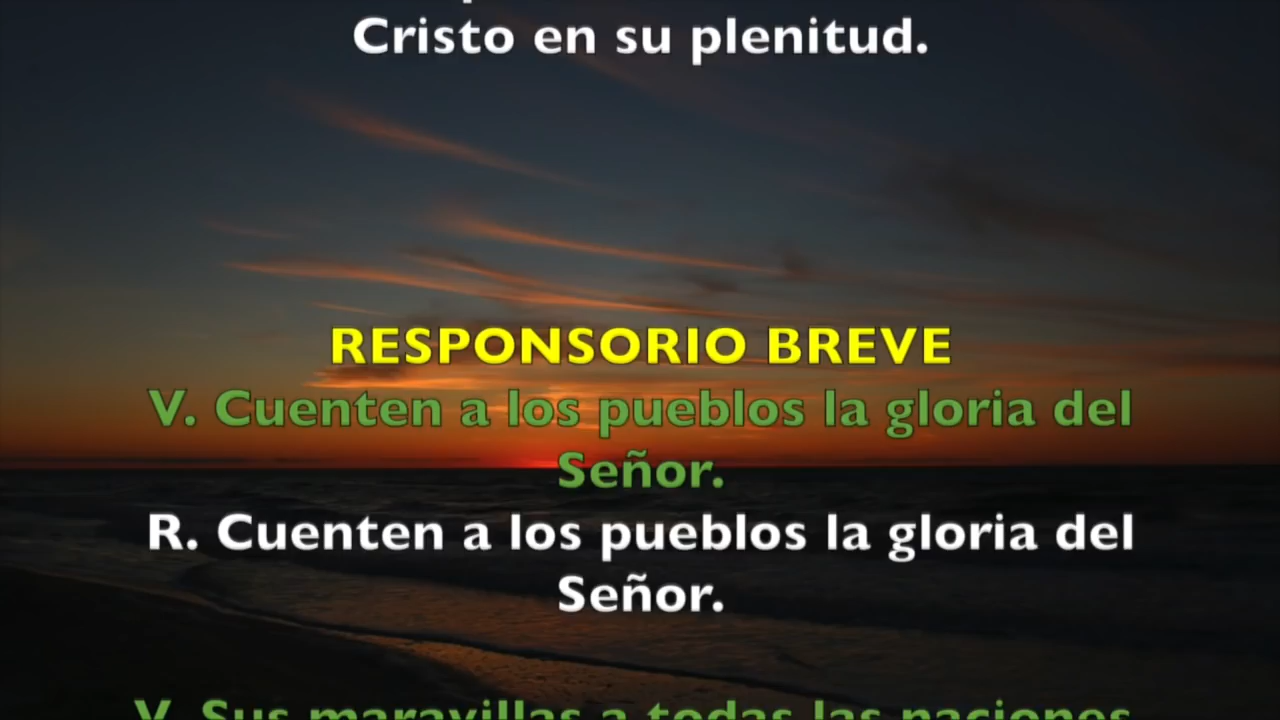 Cristo en su plenitud.
RESPONSORIO BREVE
V. Cuenten a los pueblos la gloria del
Señor.
R. Cuenten a los pueblos la gloria del
Señor.
V. Sus maravillas a todas las naciones